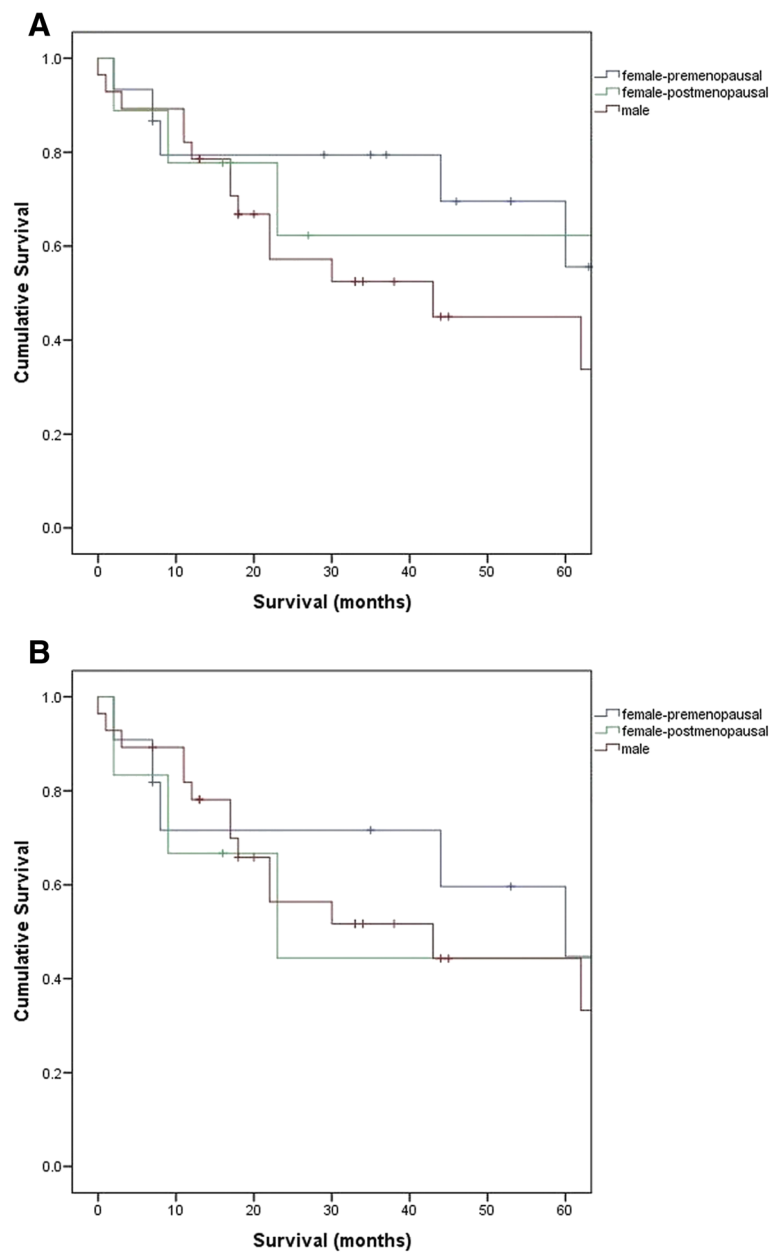 A
1.0
0.8
0.6
0.4
0.2
0.0
Cumulative Survival
0 10 20 30 40 50 60
Survival (months)
female-premenopausal
female-postmenopausal
male
B
1.0
0.8
0.6
0.4
0.2
0.0
Cumulative Survival
0 10 20 30 40 50 60
Survival (months)
female-premenopausal
female-postmenopausal
male